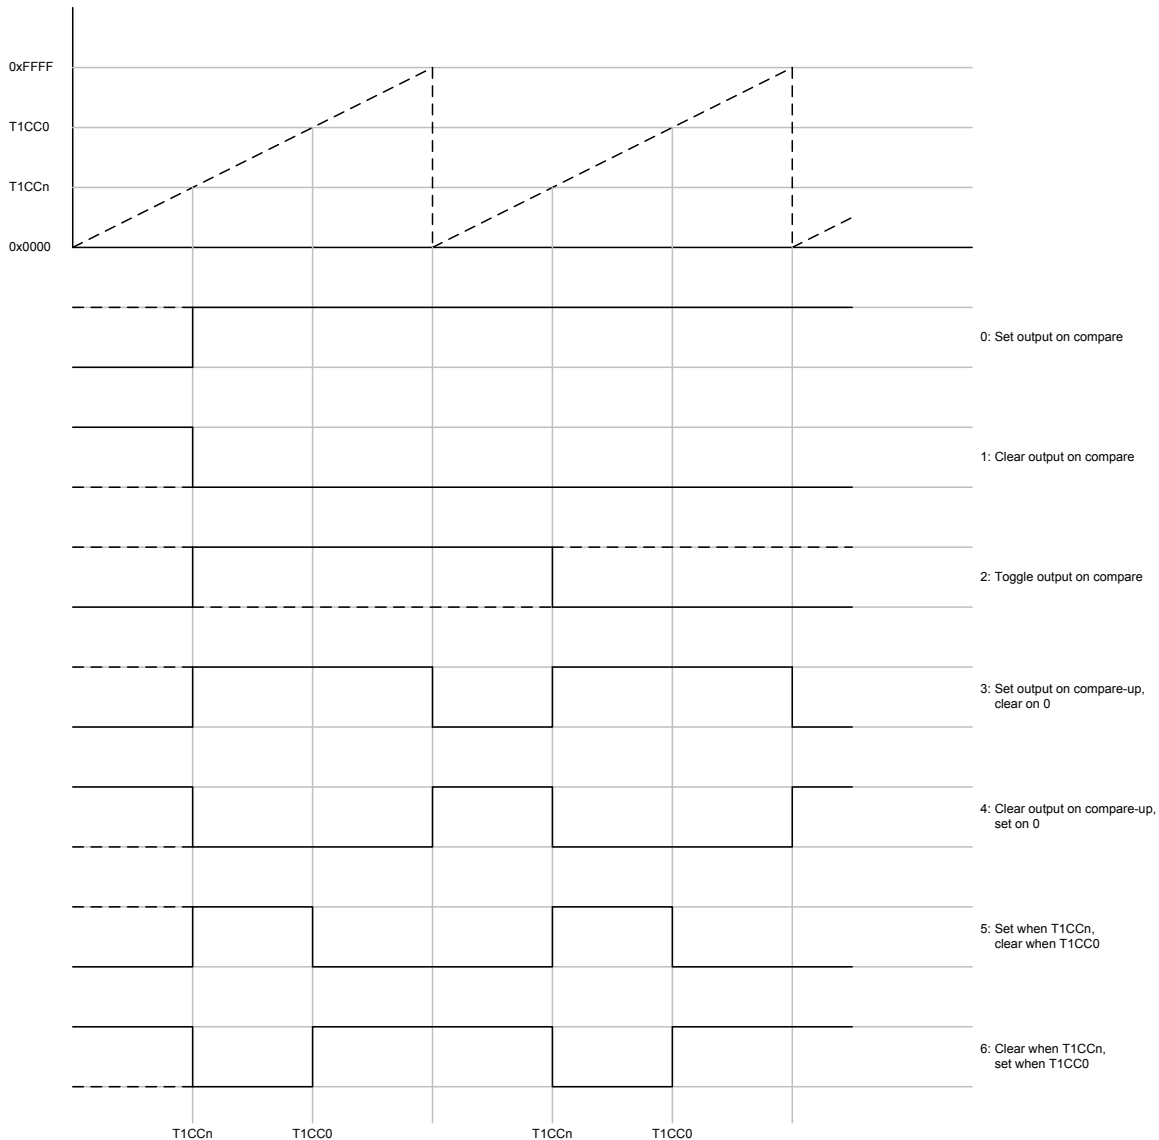 0xFFFF
T1CC0
T1CCn
0x0000
0: Set output on compare
1: Clear output on compare
2: Toggle output on compare
3: Set output on compare-up,
clear on 0
4: Clear output on compare-up,
set on 0
5: Set when T1CCn,
clear when T1CC0
6: Clear when T1CCn,
set when T1CC0
T1CCn T1CC0 T1CCn T1CC0